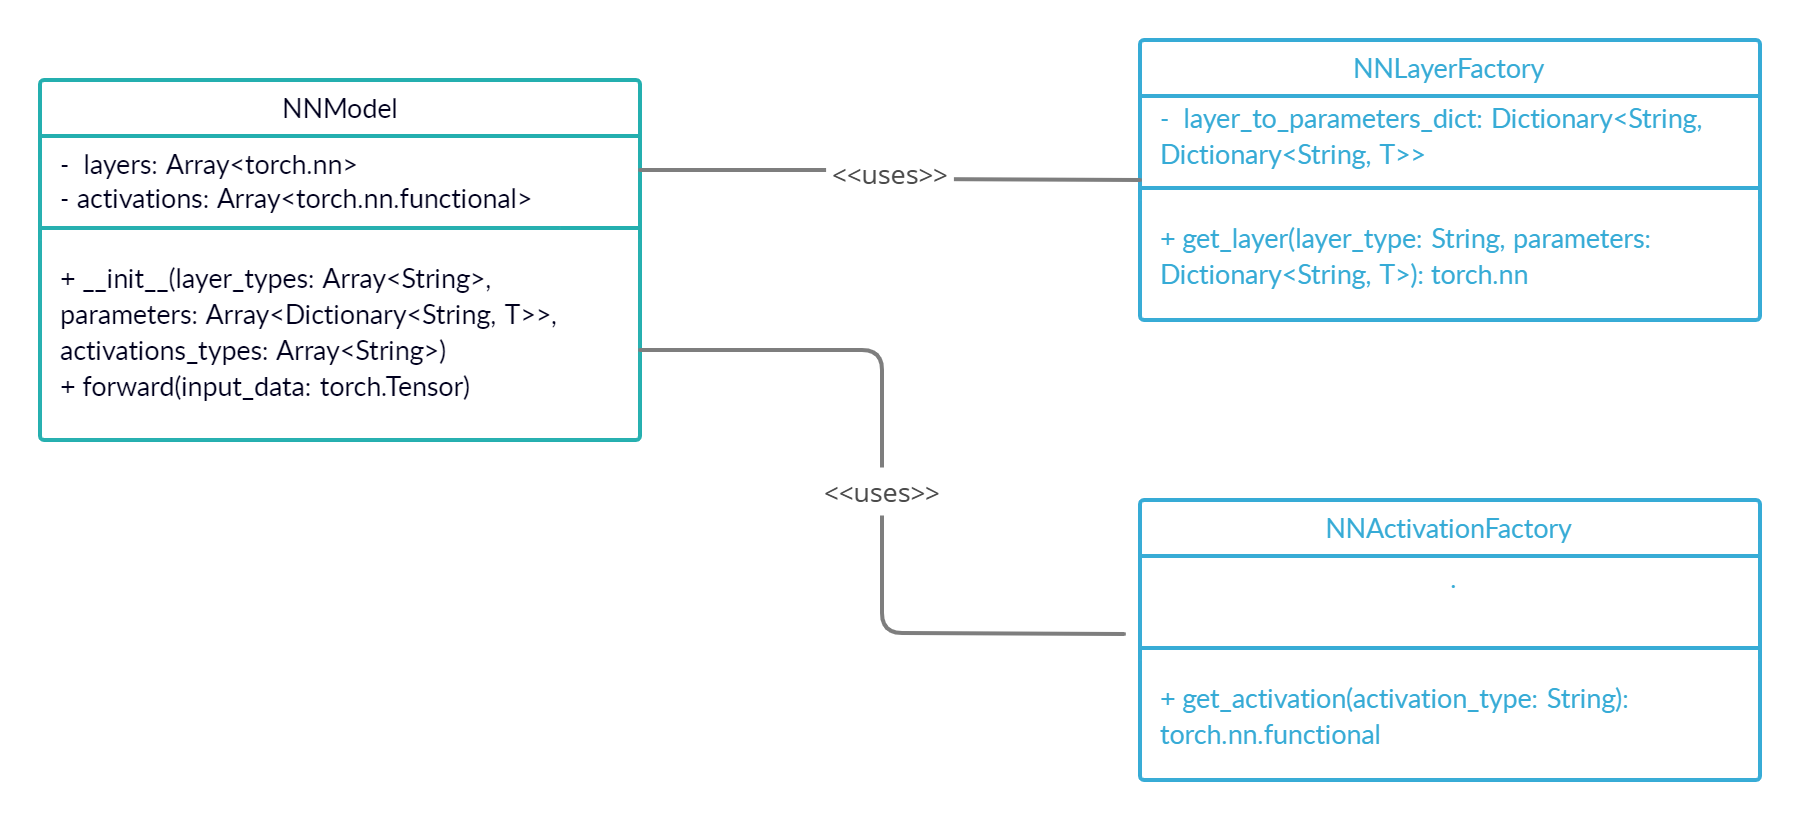 NNModel
-  layers: Array<torch.nn>
- activations: Array<torch.nn.functional>
+ __init__(layer_types: Array<String>,
parameters: Array<Dictionary<String, T>>,
activations_types: Array<String>)
+ forward(input_data: torch.Tensor)
<<uses>>
NNLayerFactory
-  layer_to_parameters_dict: Dictionary<String,
Dictionary<String, T>>
+ get_layer(layer_type: String, parameters:
Dictionary<String, T>): torch.nn
<<uses>>
NNActivationFactory
.
+ get_activation(activation_type: String):
torch.nn.functional